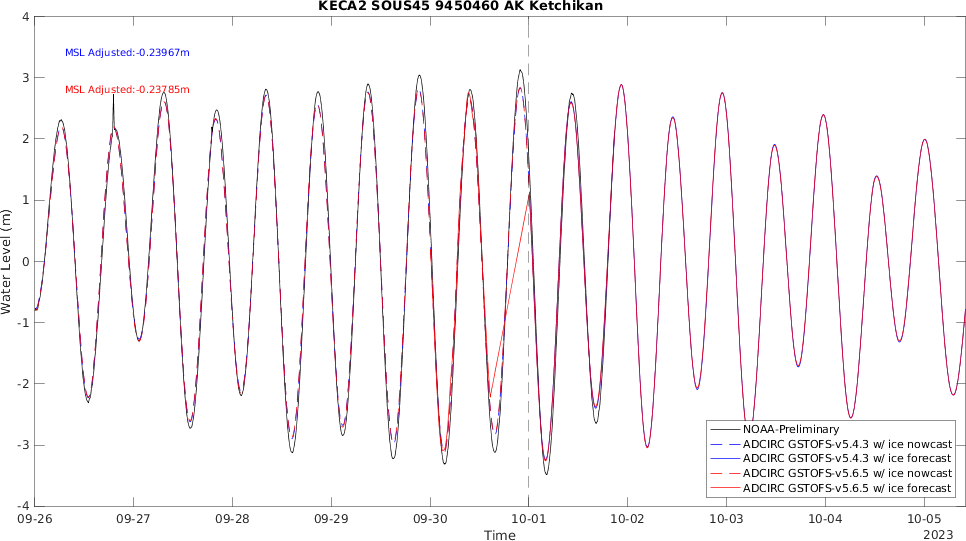 KECA2 SOUS45 9450460 AK Ketchikan
MSL Adjusted:-0.23967m
MSL Adjusted:-0.23785m
Water Level (m)
4
3
2
1
0
-1
-2
-3
-4
NOAA-Preliminary
ADCIRC GSTOFS-v5.4.3 w/ ice nowcast
ADCIRC GSTOFS-v5.4.3 w/ ice forecast
ADCIRC GSTOFS-v5.6.5 w/ ice nowcast
ADCIRC GSTOFS-v5.6.5 w/ ice forecast
09-26 09-27 09-28 09-29 09-30 10-01 10-02 10-03 10-04 10-05
Time
2023